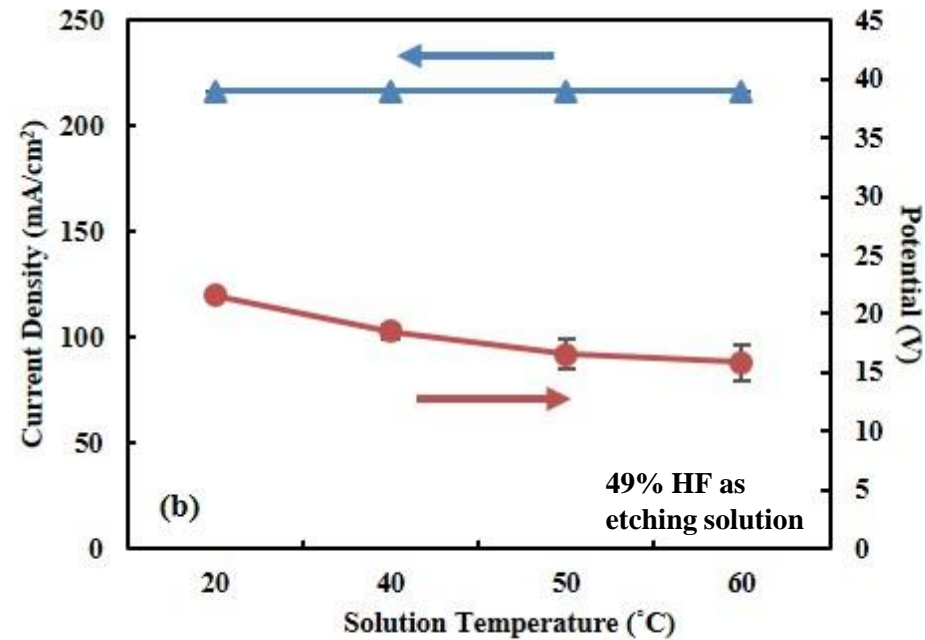 250
200
150
100
50
0
Current Density (mA/cm²)
45
40
35
30
25
20
15
10
5
0
Potential (V)
(b)
49% HF as
etching solution
20 40 50 60
Solution Temperature (°C)